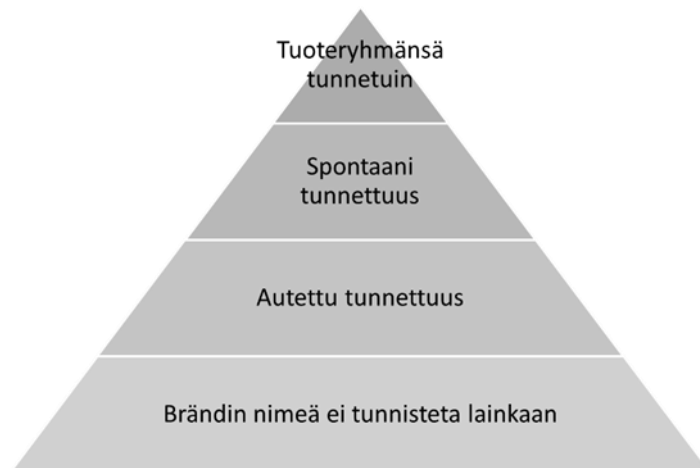 Tuoteryhmänsä
tunnetuin
Spontaani
tunnettuus
Autettu tunnettuus
Brändin nimeä ei tunnisteta lainkaan